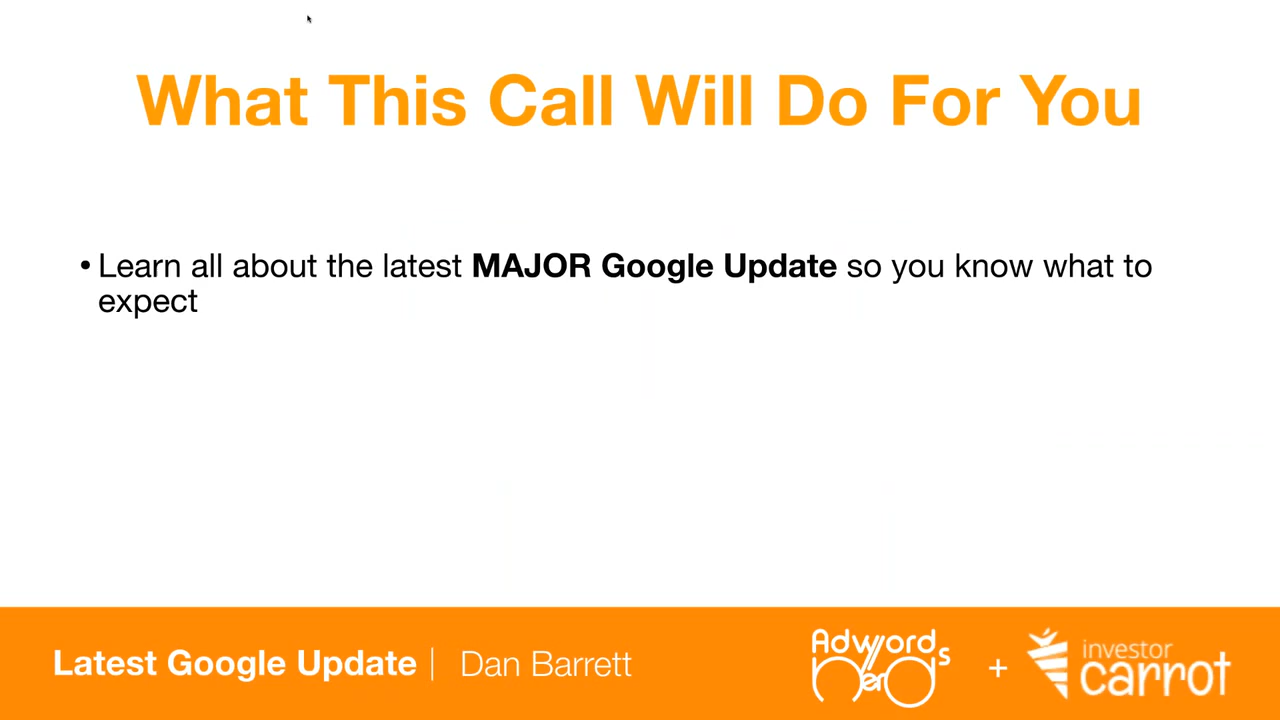 What This Call Will Do For You
• Learn all about the latest MAJOR Google Update so you know what to
expect
Latest Google Update | Dan Barrett
Adwords
Nerds
+
investor
carrot